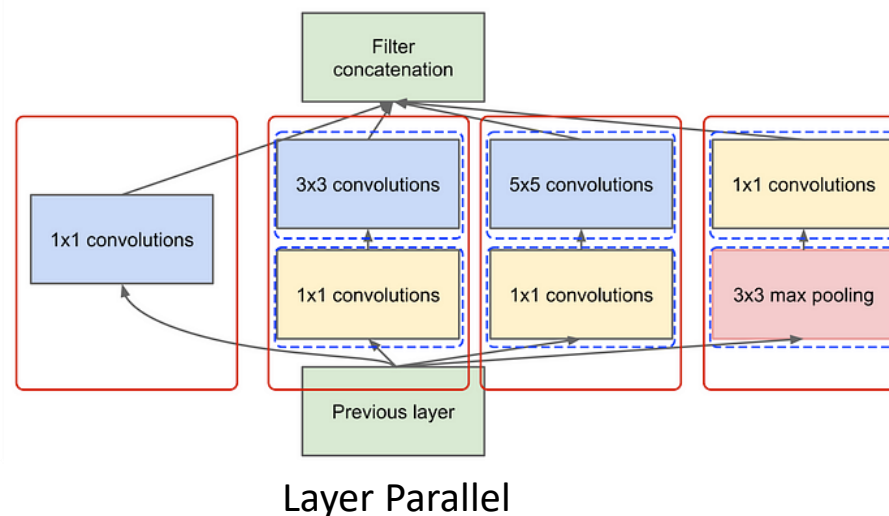 Filter
concatenation
3x3 convolutions
5x5 convolutions
1x1 convolutions
1x1 convolutions
1x1 convolutions
1x1 convolutions
3x3 max pooling
Previous layer
Layer Parallel